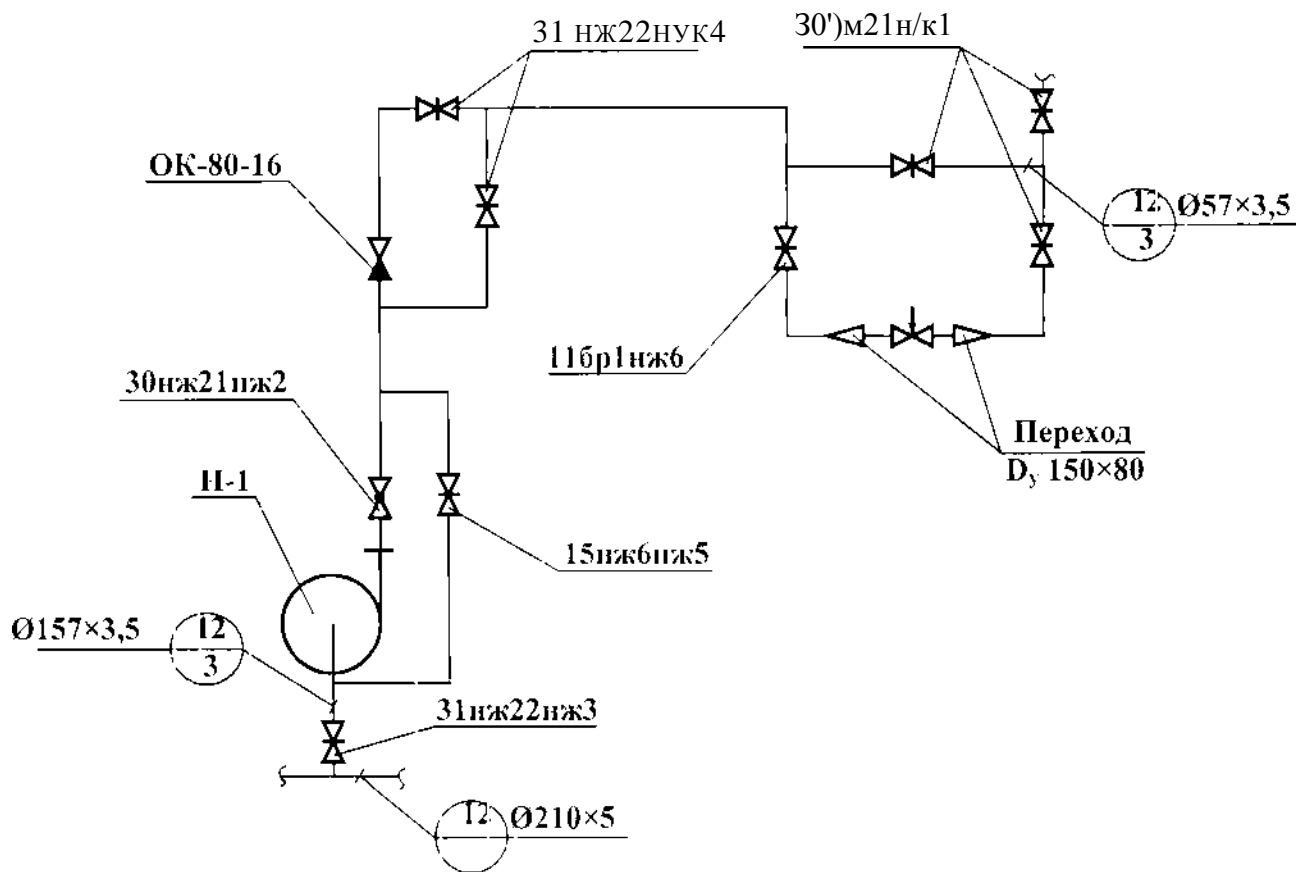 31 нж22нУК4
30')м21н/к1
ОК-80-16
12
3
Ø57×3,5
11бр1нж6
30нж21нж2
Переход
Dу 150×80
Н-1
15нж6нж5
Ø157×3,5
12
3
31нж22нж3
12
Ø210×5